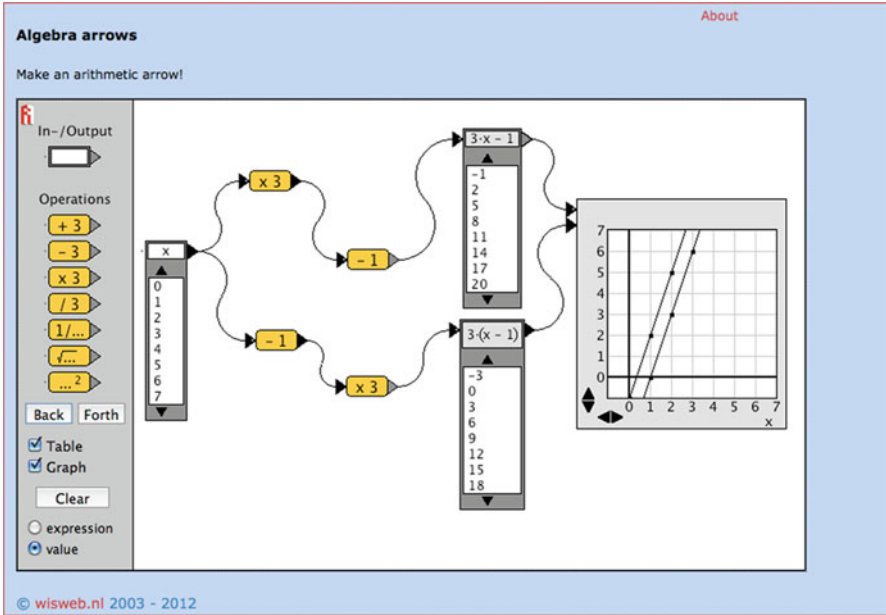 About
Algebra arrows
Make an arithmetic arrow!
fi
In-/Output
Operations
+ 3
- 3
x 3
/ 3
1/...
√...
...²
Back Forth
Table
Graph
Clear
expression
value
x
0
1
2
3
4
5
6
7
x 3
- 1
- 1
x 3
3·x - 1
-1
2
5
8
11
14
17
20
3·(x - 1)
-3
0
3
6
9
12
15
18
7
6
5
4
3
2
1
0
0 1 2 3 4 5 6 7
x
© wisweb.nl 2003 - 2012